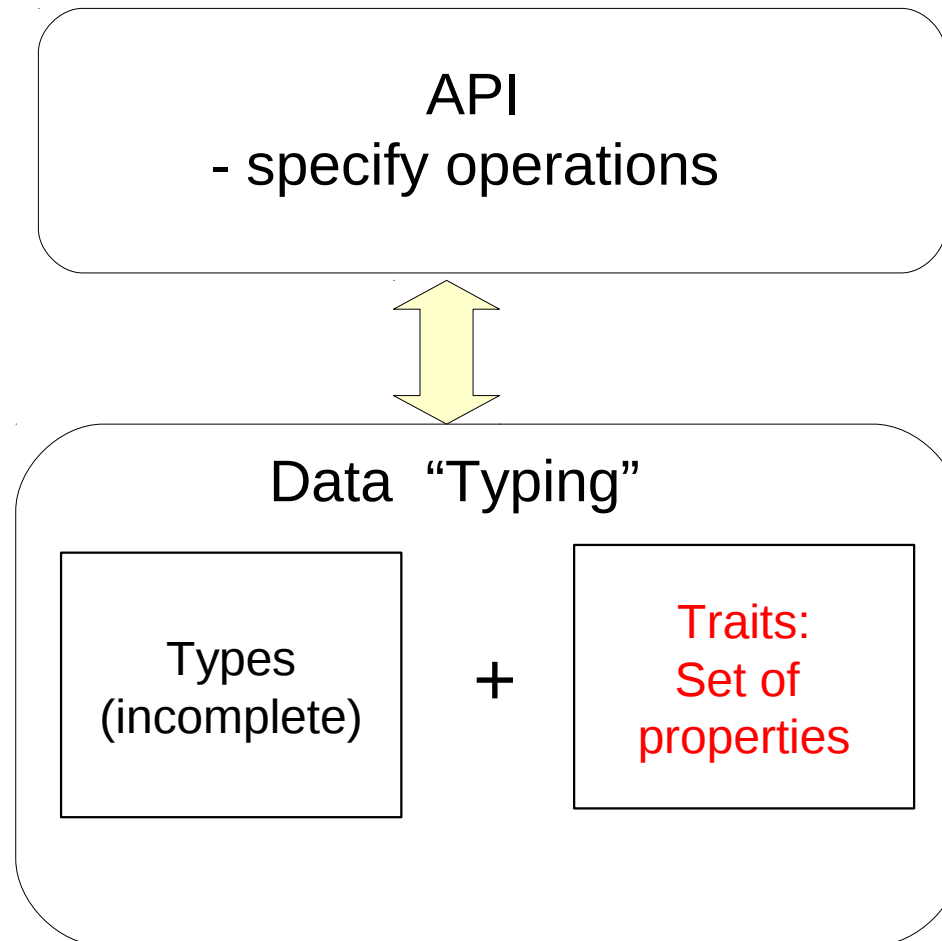 API
- specify operations
Data “Typing”
Types
(incomplete)
+
Traits:
Set of
properties